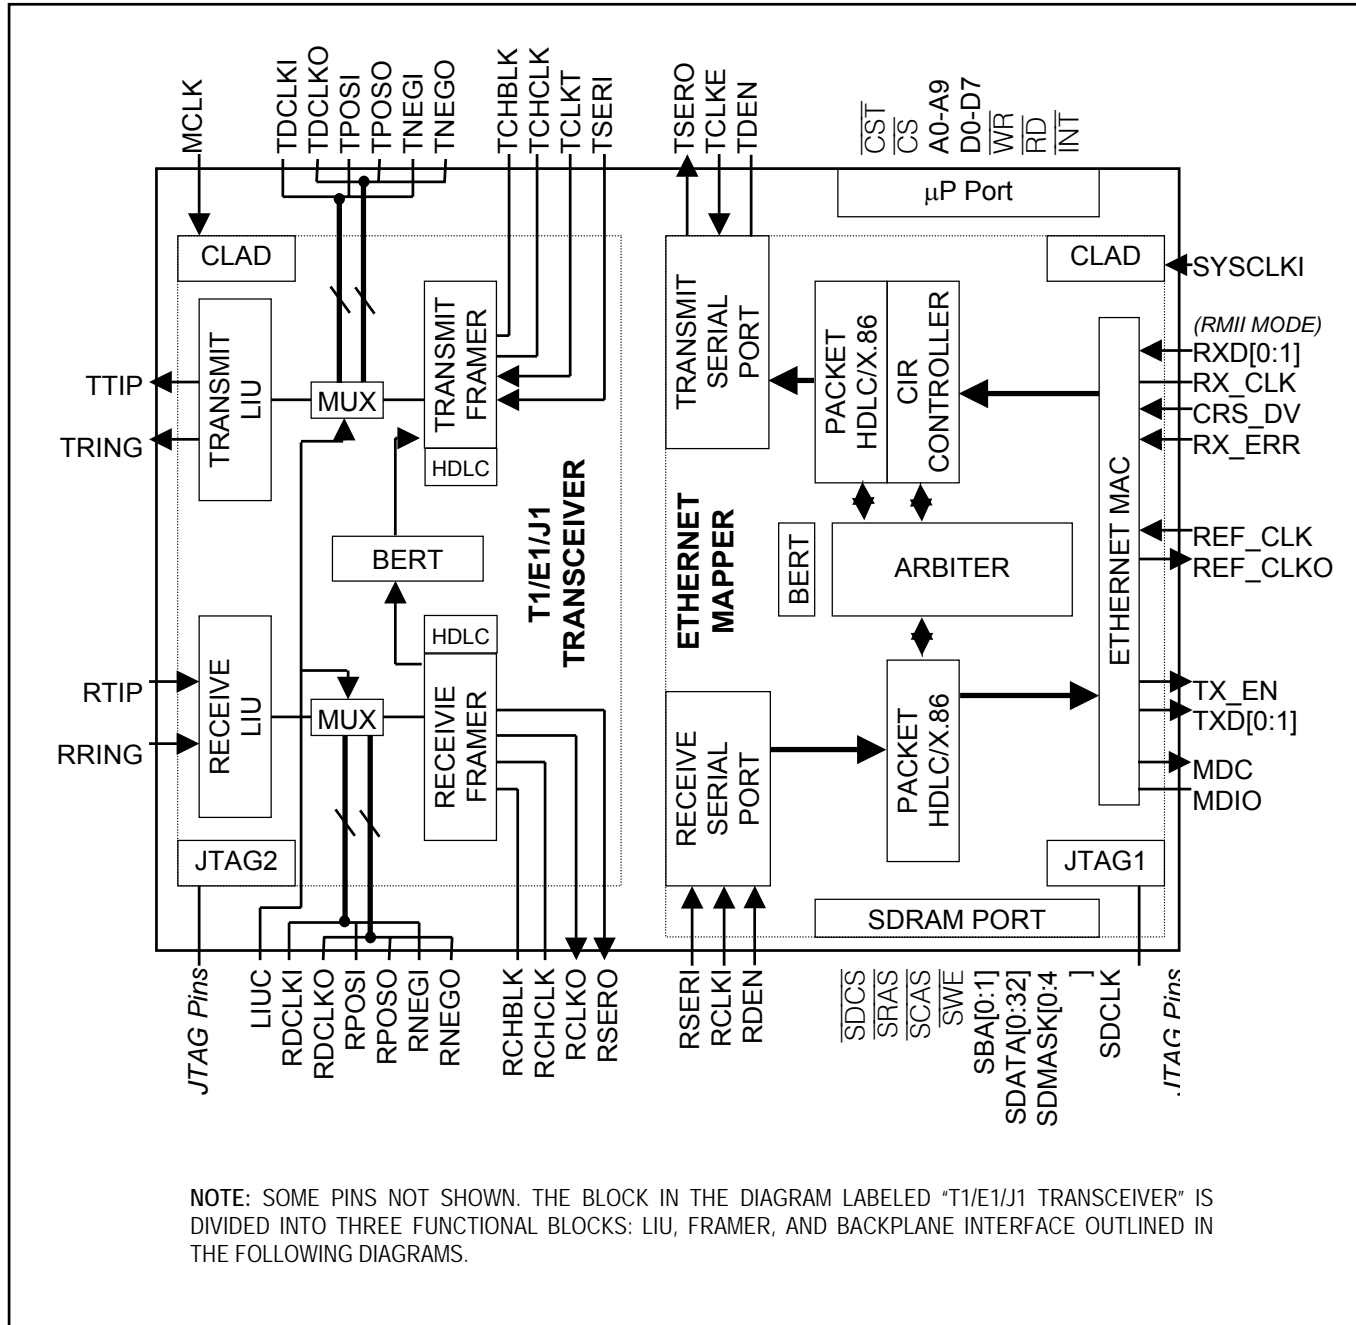 MCLK
TDCLKI
TDCLKO
TPOSI
TPOSO
TNEGI
TNEGO
TCHBLK
TCHCLK
TCLKT
TSERI
TSERO
TCLKE
TDEN
CST
CS
A0-A9
D0-D7
WR
RD
INT
µP Port
CLAD
CLAD
SYSCLKI
TRANSMIT
LIU
MUX
TRANSMIT
FRAMER
HDLC
TTIP
TRING
TRANSMIT
SERIAL
PORT
PACKET
HDLC/X.86
CIR
CONTROLLER
ETHERNET MAC
(RMII MODE)
RXD[0:1]
RX_CLK
CRS_DV
RX_ERR
REF_CLK
REF_CLKO
TX_EN
TXD[0:1]
MDC
MDIO
BERT
T1/E1/J1
TRANSCEIVER
ETHERNET
MAPPER
BERT
ARBITER
RTIP
RRING
RECEIVE
LIU
MUX
HDLC
RECEIVIE
FRAMER
RECEIVE
SERIAL
PORT
PACKET
HDLC/X.86
JTAG2
JTAG1
SDRAM PORT
JTAG Pins
LIUC
RDCLKI
RDCLKO
RPOSI
RPOSO
RNEGI
RNEGO
RCHBLK
RCHCLK
RCLKO
RSERO
RSERI
RCLKI
RDEN
SDCS
SRAS
SCAS
SWE
SBA[0:1]
SDATA[0:32]
SDMASK[0:4
]
SDCLK
JTAG Pins
NOTE: SOME PINS NOT SHOWN. THE BLOCK IN THE DIAGRAM LABELED “T1/E1/J1 TRANSCEIVER” IS
DIVIDED INTO THREE FUNCTIONAL BLOCKS: LIU, FRAMER, AND BACKPLANE INTERFACE OUTLINED IN
THE FOLLOWING DIAGRAMS.